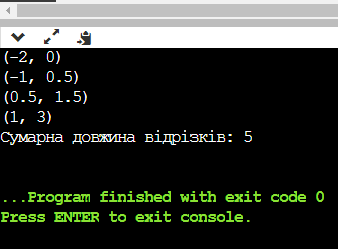 (-2, 0)
(-1, 0.5)
(0.5, 1.5)
(1, 3)
Сумарна довжина відрізків: 5
...Program finished with exit code 0
Press ENTER to exit console.